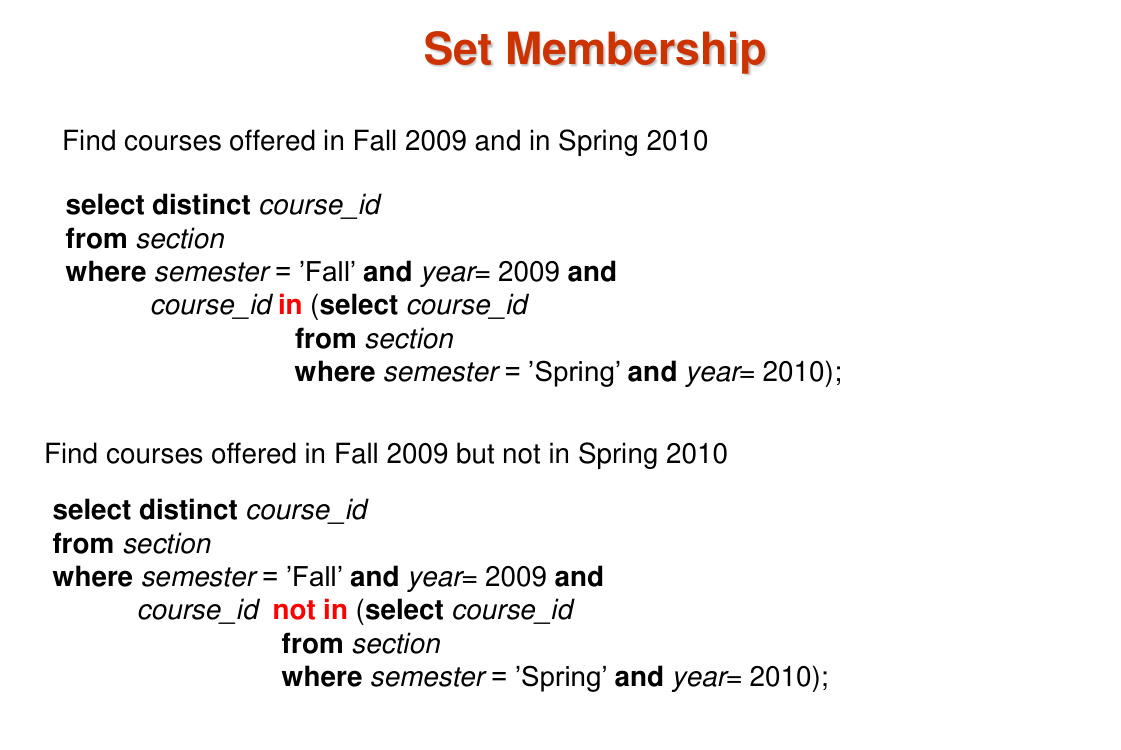 Set Membership
Find courses offered in Fall 2009 and in Spring 2010
select distinct course_id
from section
where semester = ’Fall’ and year= 2009 and
course_id in (select course_id
from section
where semester = ’Spring’ and year= 2010);
Find courses offered in Fall 2009 but not in Spring 2010
select distinct course_id
from section
where semester = ’Fall’ and year= 2009 and
course_id not in (select course_id
from section
where semester = ’Spring’ and year= 2010);